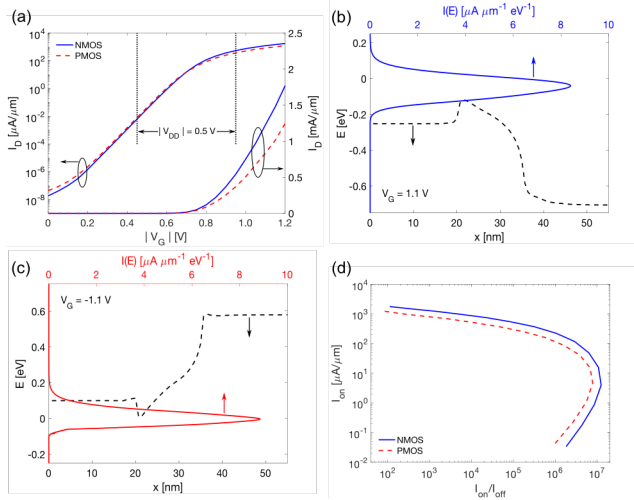 (a)
10⁴
10²
10⁰
10⁻²
10⁻⁴
10⁻⁶
10⁻⁸
I_D [µA/µm]
NMOS
PMOS
| V_DD | = 0.5 V
2.5
2
1.5
1
0.5
0
I_D [mA/µm]
0 0.2 0.4 0.6 0.8 1.0 1.2
| V_G | [V]
(b)
I(E) [µA µm⁻¹ eV⁻¹]
0 2 4 6 8 10
0.2
0
-0.2
-0.4
-0.6
E [eV]
V_G = 1.1 V
0 10 20 30 40 50
x [nm]
(c)
I(E) [µA µm⁻¹ eV⁻¹]
0 2 4 6 8 10
V_G = -1.1 V
0.6
0.4
0.2
0
-0.2
E [eV]
0 10 20 30 40 50
x [nm]
(d)
10⁴
10³
10²
10¹
10⁰
10⁻¹
10⁻²
I_on [µA/µm]
NMOS
PMOS
10² 10³ 10⁴ 10⁵ 10⁶ 10⁷
I_on/I_off